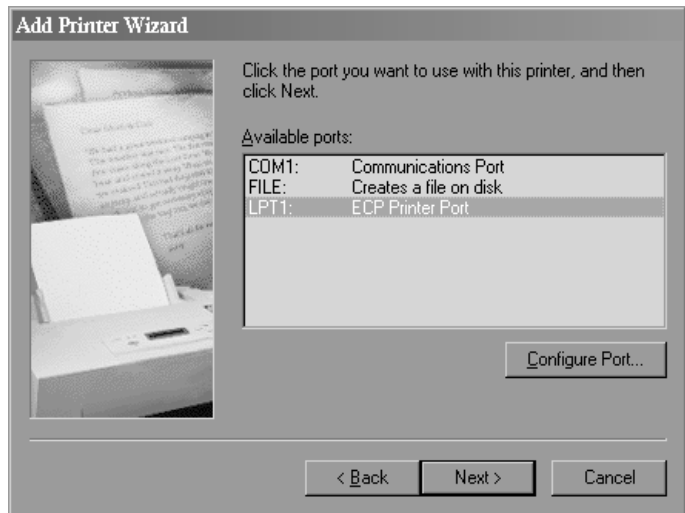 Add Printer Wizard
Click the port you want to use with this printer, and then
click Next.
Available ports:
COM1: Communications Port
FILE: Creates a file on disk
LPT1: ECP Printer Port
Configure Port...
< Back Next > Cancel